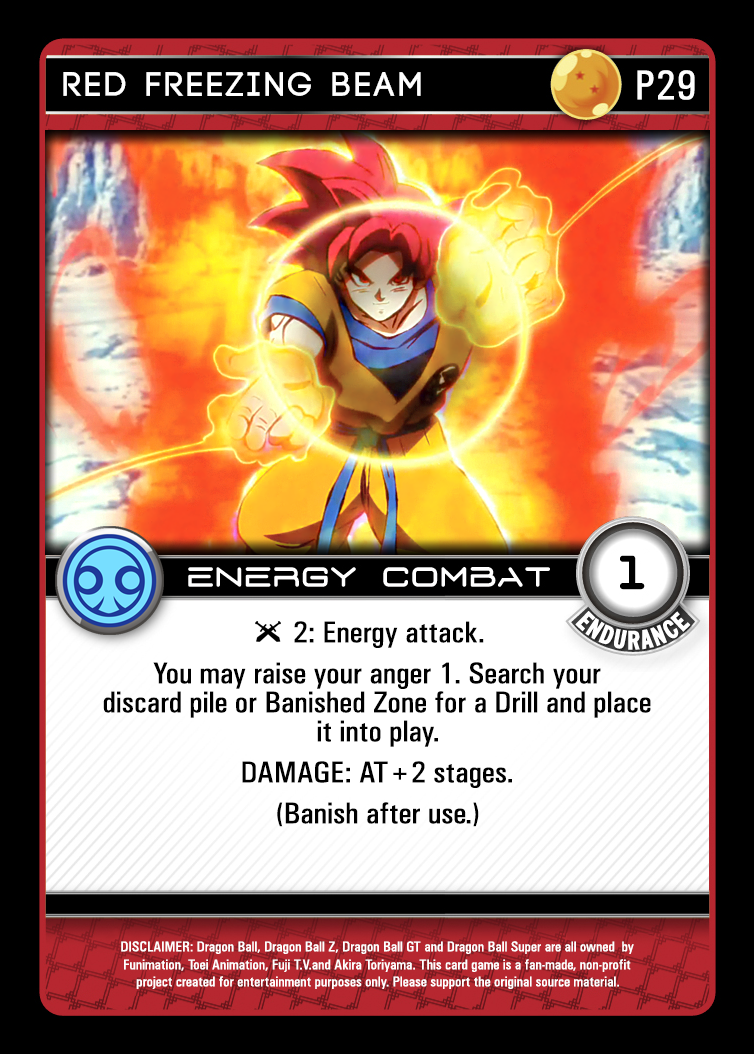 RED FREEZING BEAM P29
ENERGY COMBAT 1
ENDURANCE
2: Energy attack.
You may raise your anger 1. Search your
discard pile or Banished Zone for a Drill and place
it into play.
DAMAGE: AT + 2 stages.
(Banish after use.)
DISCLAIMER: Dragon Ball, Dragon Ball Z, Dragon Ball GT and Dragon Ball Super are all owned by
Funimation, Toei Animation, Fuji T.V.and Akira Toriyama. This card game is a fan-made, non-profit
project created for entertainment purposes only. Please support the original source material.